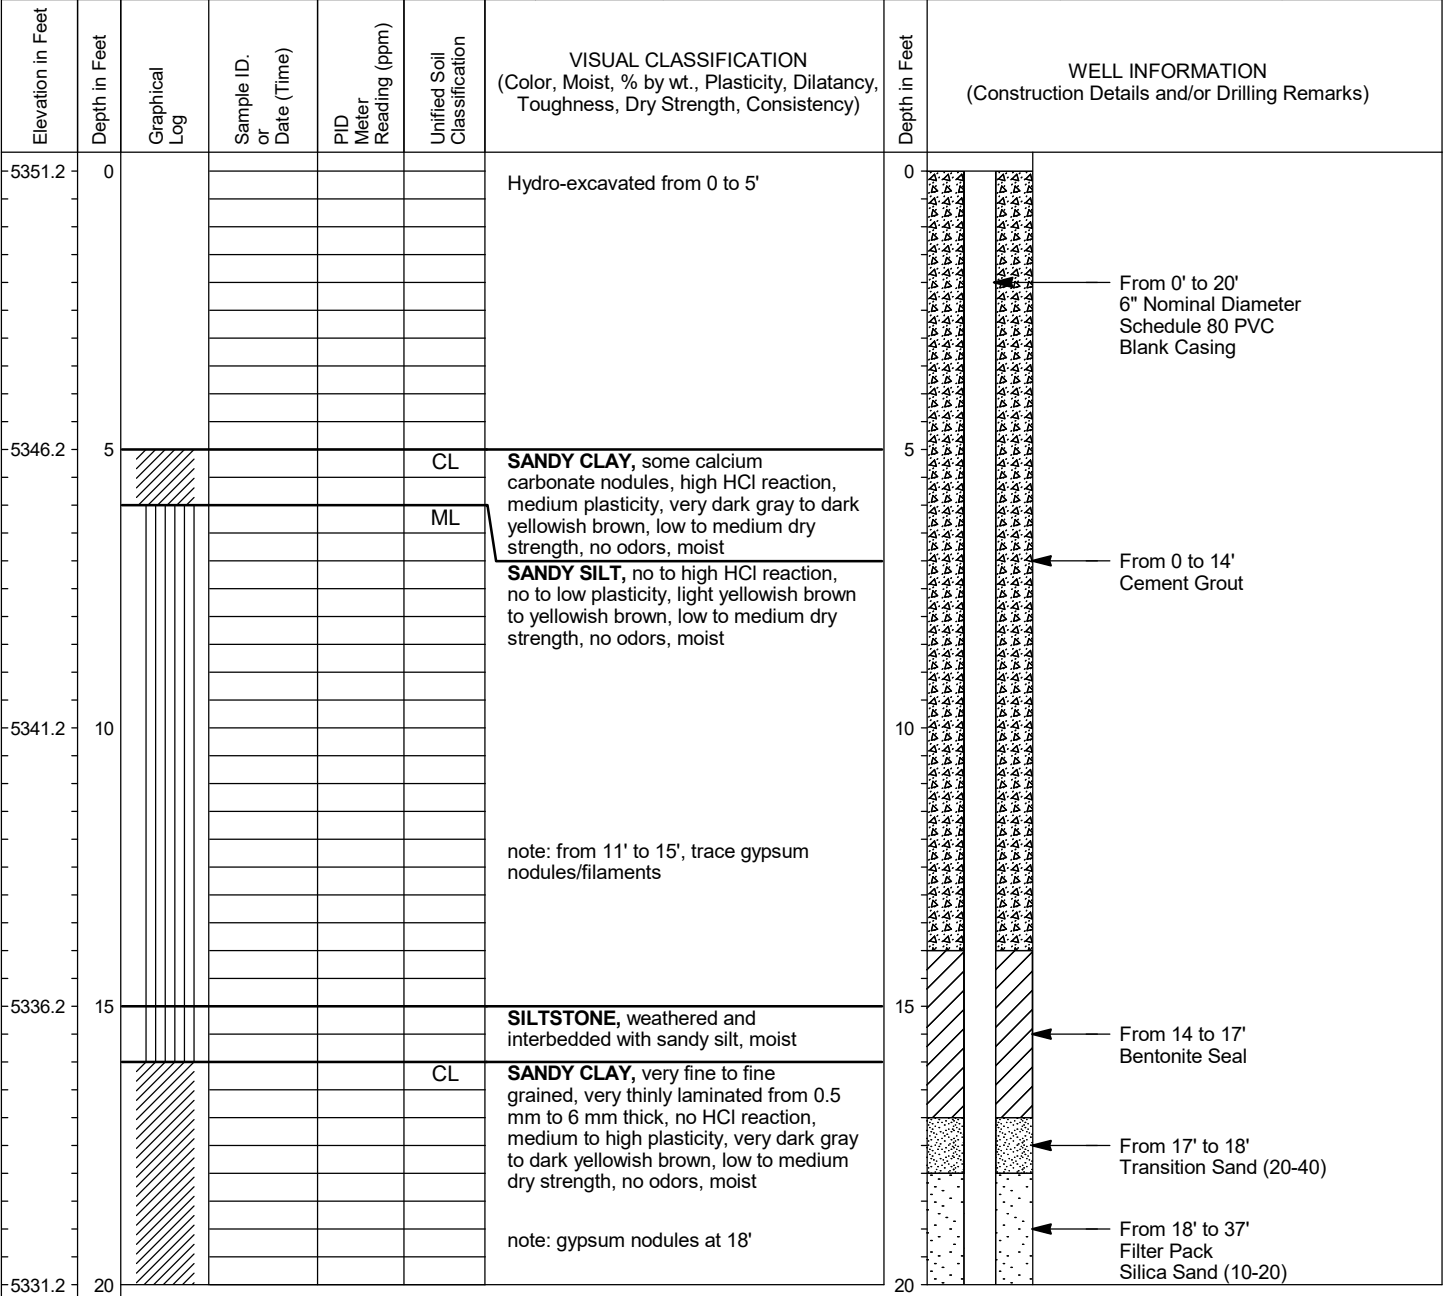 Elevation in Feet
Depth in Feet
Graphical
Log
Sample ID.
or
Date (Time)
PID
Meter
Reading (ppm)
Unified Soil
Classification
VISUAL CLASSIFICATION
(Color, Moist, % by wt., Plasticity, Dilatancy,
Toughness, Dry Strength, Consistency)
Depth in Feet
WELL INFORMATION
(Construction Details and/or Drilling Remarks)
5351.2
0
Hydro-excavated from 0 to 5'
0
From 0' to 20'
6" Nominal Diameter
Schedule 80 PVC
Blank Casing
5346.2
5
CL
SANDY CLAY, some calcium
carbonate nodules, high HCl reaction,
medium plasticity, very dark gray to dark
yellowish brown, low to medium dry
strength, no odors, moist
5
ML
SANDY SILT, no to high HCl reaction,
no to low plasticity, light yellowish brown
to yellowish brown, low to medium dry
strength, no odors, moist
From 0 to 14'
Cement Grout
5341.2
10
10
note: from 11' to 15', trace gypsum
nodules/filaments
5336.2
15
SILTSTONE, weathered and
interbedded with sandy silt, moist
15
From 14 to 17'
Bentonite Seal
CL
SANDY CLAY, very fine to fine
grained, very thinly laminated from 0.5
mm to 6 mm thick, no HCl reaction,
medium to high plasticity, very dark gray
to dark yellowish brown, low to medium
dry strength, no odors, moist
From 17' to 18'
Transition Sand (20-40)
note: gypsum nodules at 18'
From 18' to 37'
Filter Pack
Silica Sand (10-20)
5331.2
20
20